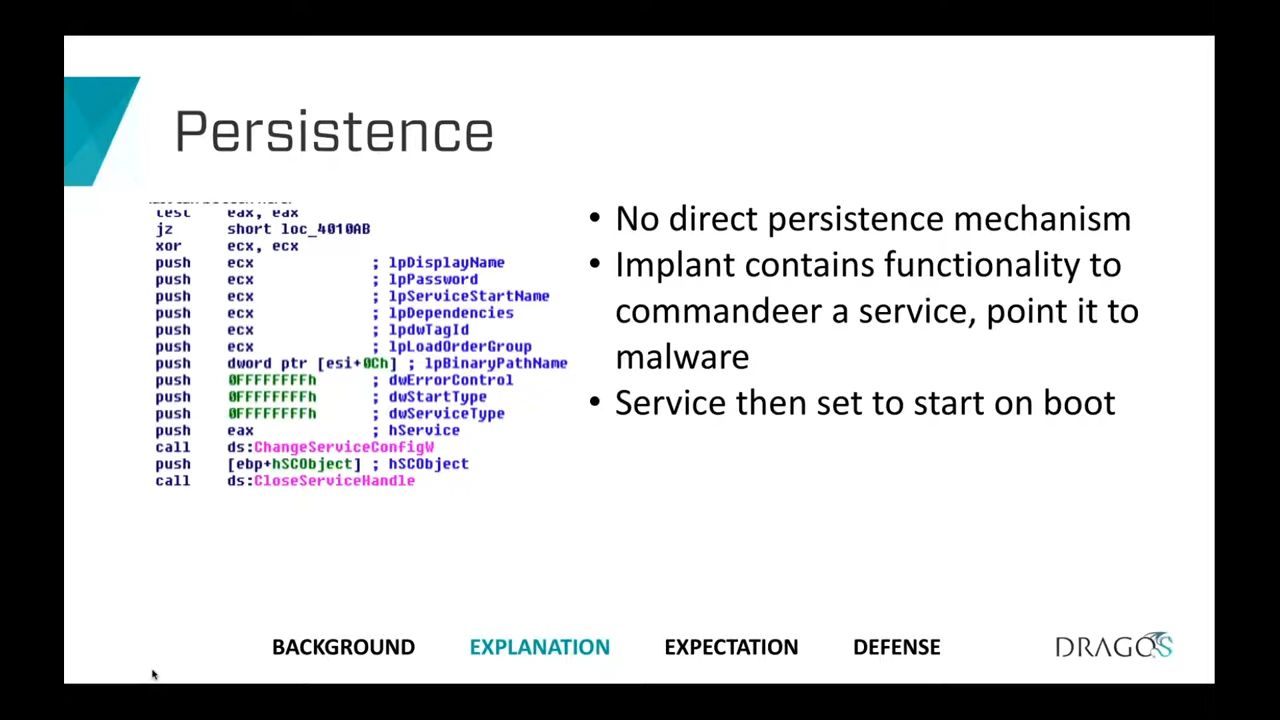 Persistence
test eax, eax
jz short loc_4010AB
xor ecx, ecx
push ecx ; lpDisplayName
push ecx ; lpPassword
push ecx ; lpServiceStartName
push ecx ; lpDependencies
push ecx ; lpdwTagId
push ecx ; lpLoadOrderGroup
push dword ptr [esi+0Ch] ; lpBinaryPathName
push 0FFFFFFFFh ; dwErrorControl
push 0FFFFFFFFh ; dwStartType
push 0FFFFFFFFh ; dwServiceType
push eax ; hService
call ds:ChangeServiceConfigW
push [ebp+hSCObject] ; hSCObject
call ds:CloseServiceHandle
• No direct persistence mechanism
• Implant contains functionality to
commandeer a service, point it to
malware
• Service then set to start on boot
BACKGROUND EXPLANATION EXPECTATION DEFENSE
DRAGOS